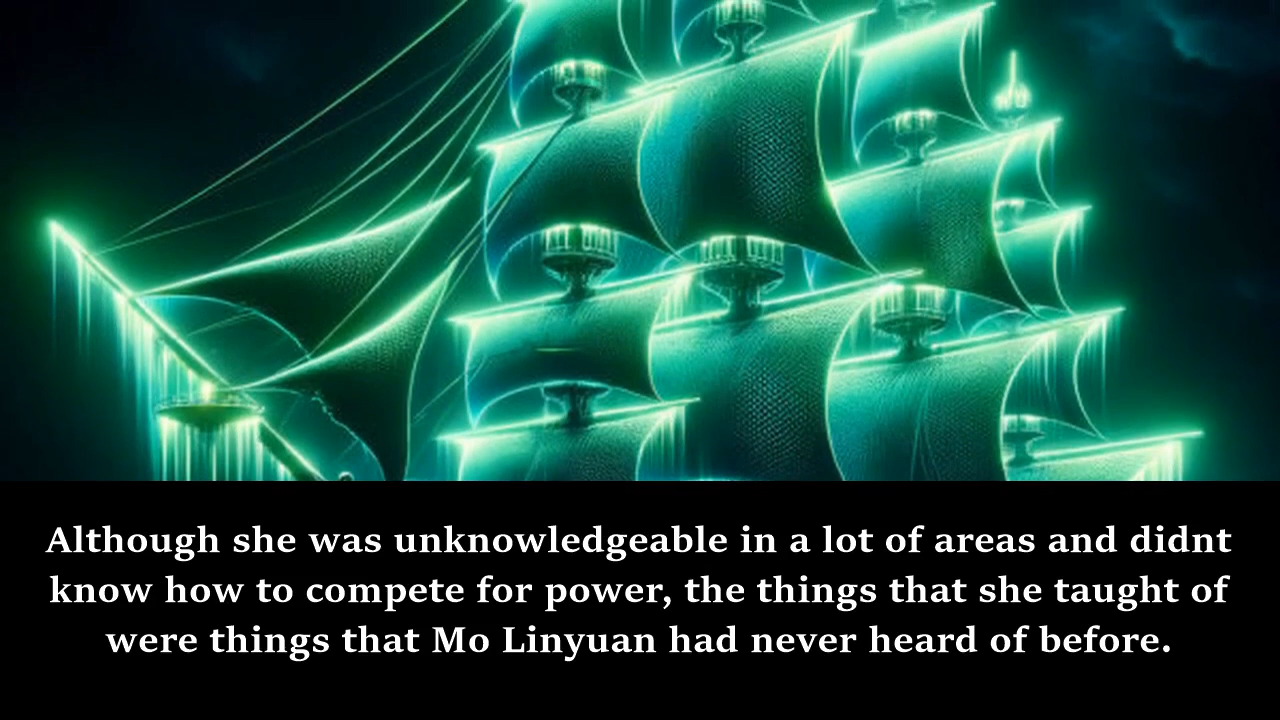 Although she was unknowledgeable in a lot of areas and didnt
know how to compete for power, the things that she taught of
were things that Mo Linyuan had never heard of before.